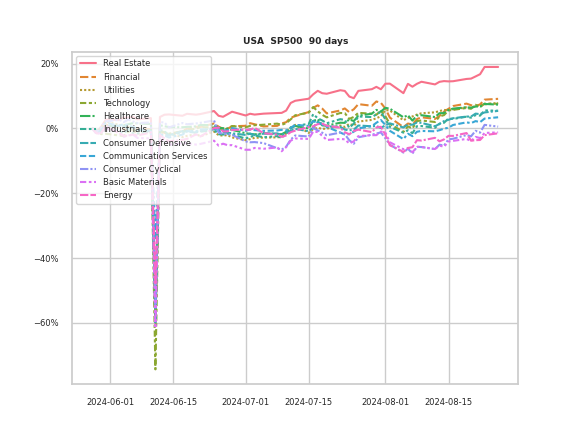 USA SP500 90 days
20%
0%
−20%
−40%
−60%
Real Estate
Financial
Utilities
Technology
Healthcare
Industrials
Consumer Defensive
Communication Services
Consumer Cyclical
Basic Materials
Energy
2024-06-01
2024-06-15
2024-07-01
2024-07-15
2024-08-01
2024-08-15